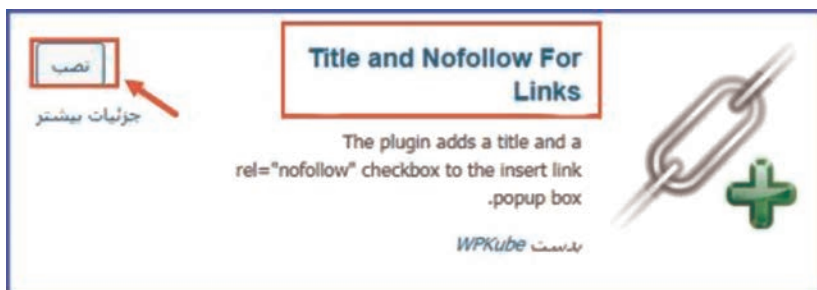 Title and Nofollow For
Links
The plugin adds a title and a
rel="nofollow" checkbox to the insert link
.popup box
بدست WPKube
نصب
جزئیات بیشتر